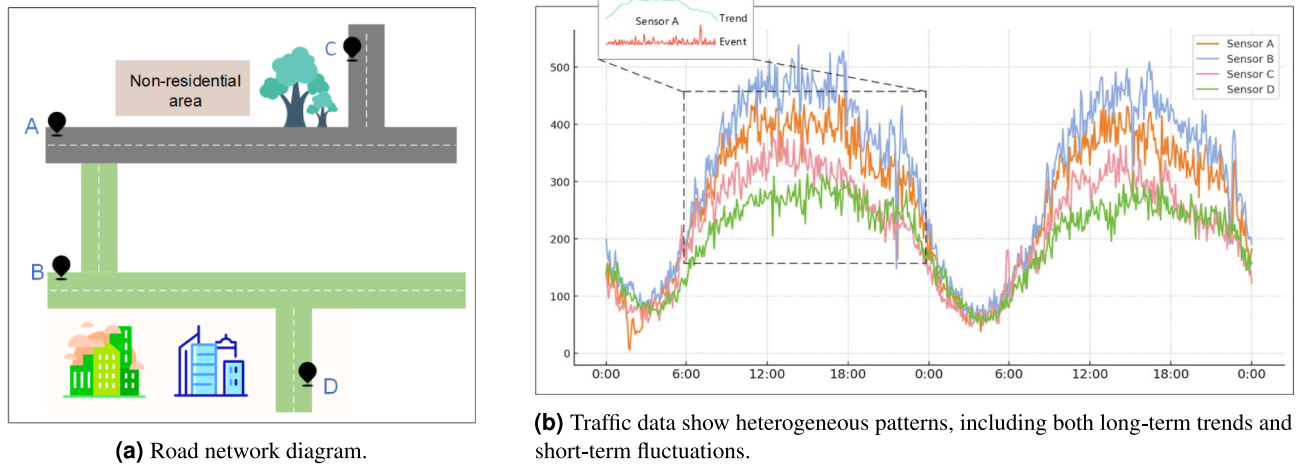 A
Non-residential
area
C
B
D
(a) Road network diagram.
Sensor A
Trend
Event
Sensor A
Sensor B
Sensor C
Sensor D
500
400
300
200
100
0
0:00 6:00 12:00 18:00 0:00 6:00 12:00 18:00 0:00
(b) Traffic data show heterogeneous patterns, including both long-term trends and
short-term fluctuations.